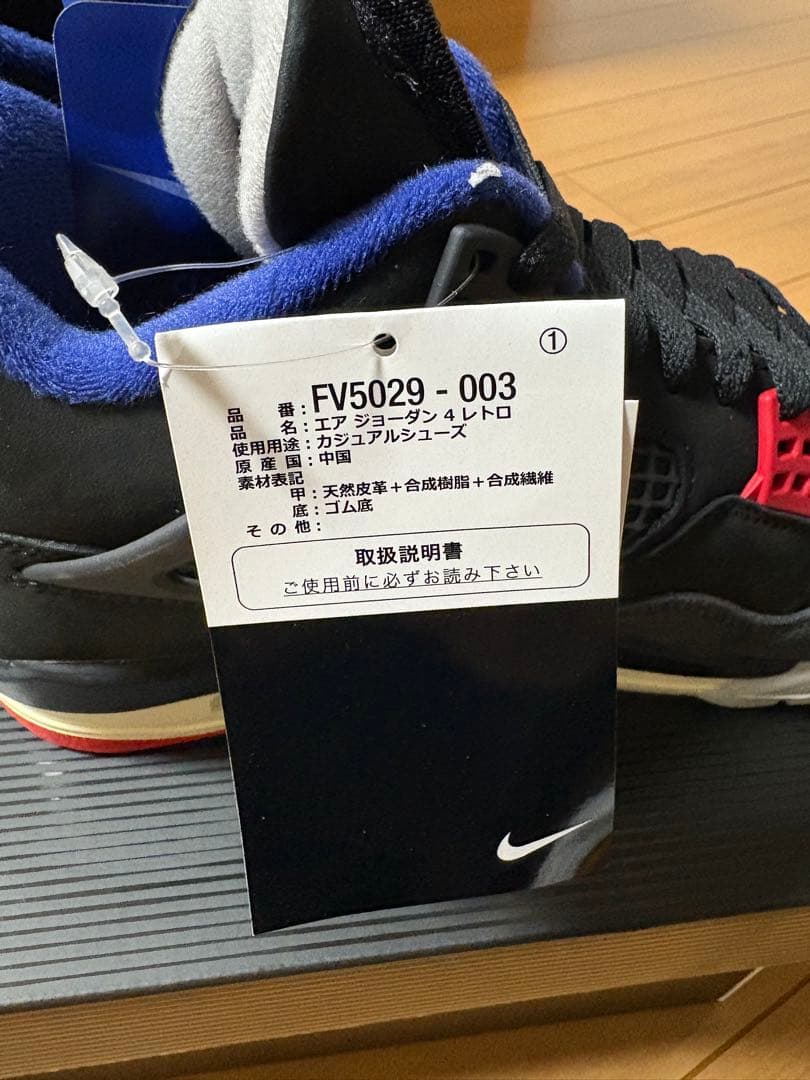 ①
品 番：FV5029 - 003
品 名：エア ジョーダン 4 レトロ
使用用途：カジュアルシューズ
原 産 国：中国
素材表記
甲：天然皮革＋合成樹脂＋合成繊維
底：ゴム底
そ の 他：
取扱説明書
ご使用前に必ずお読み下さい